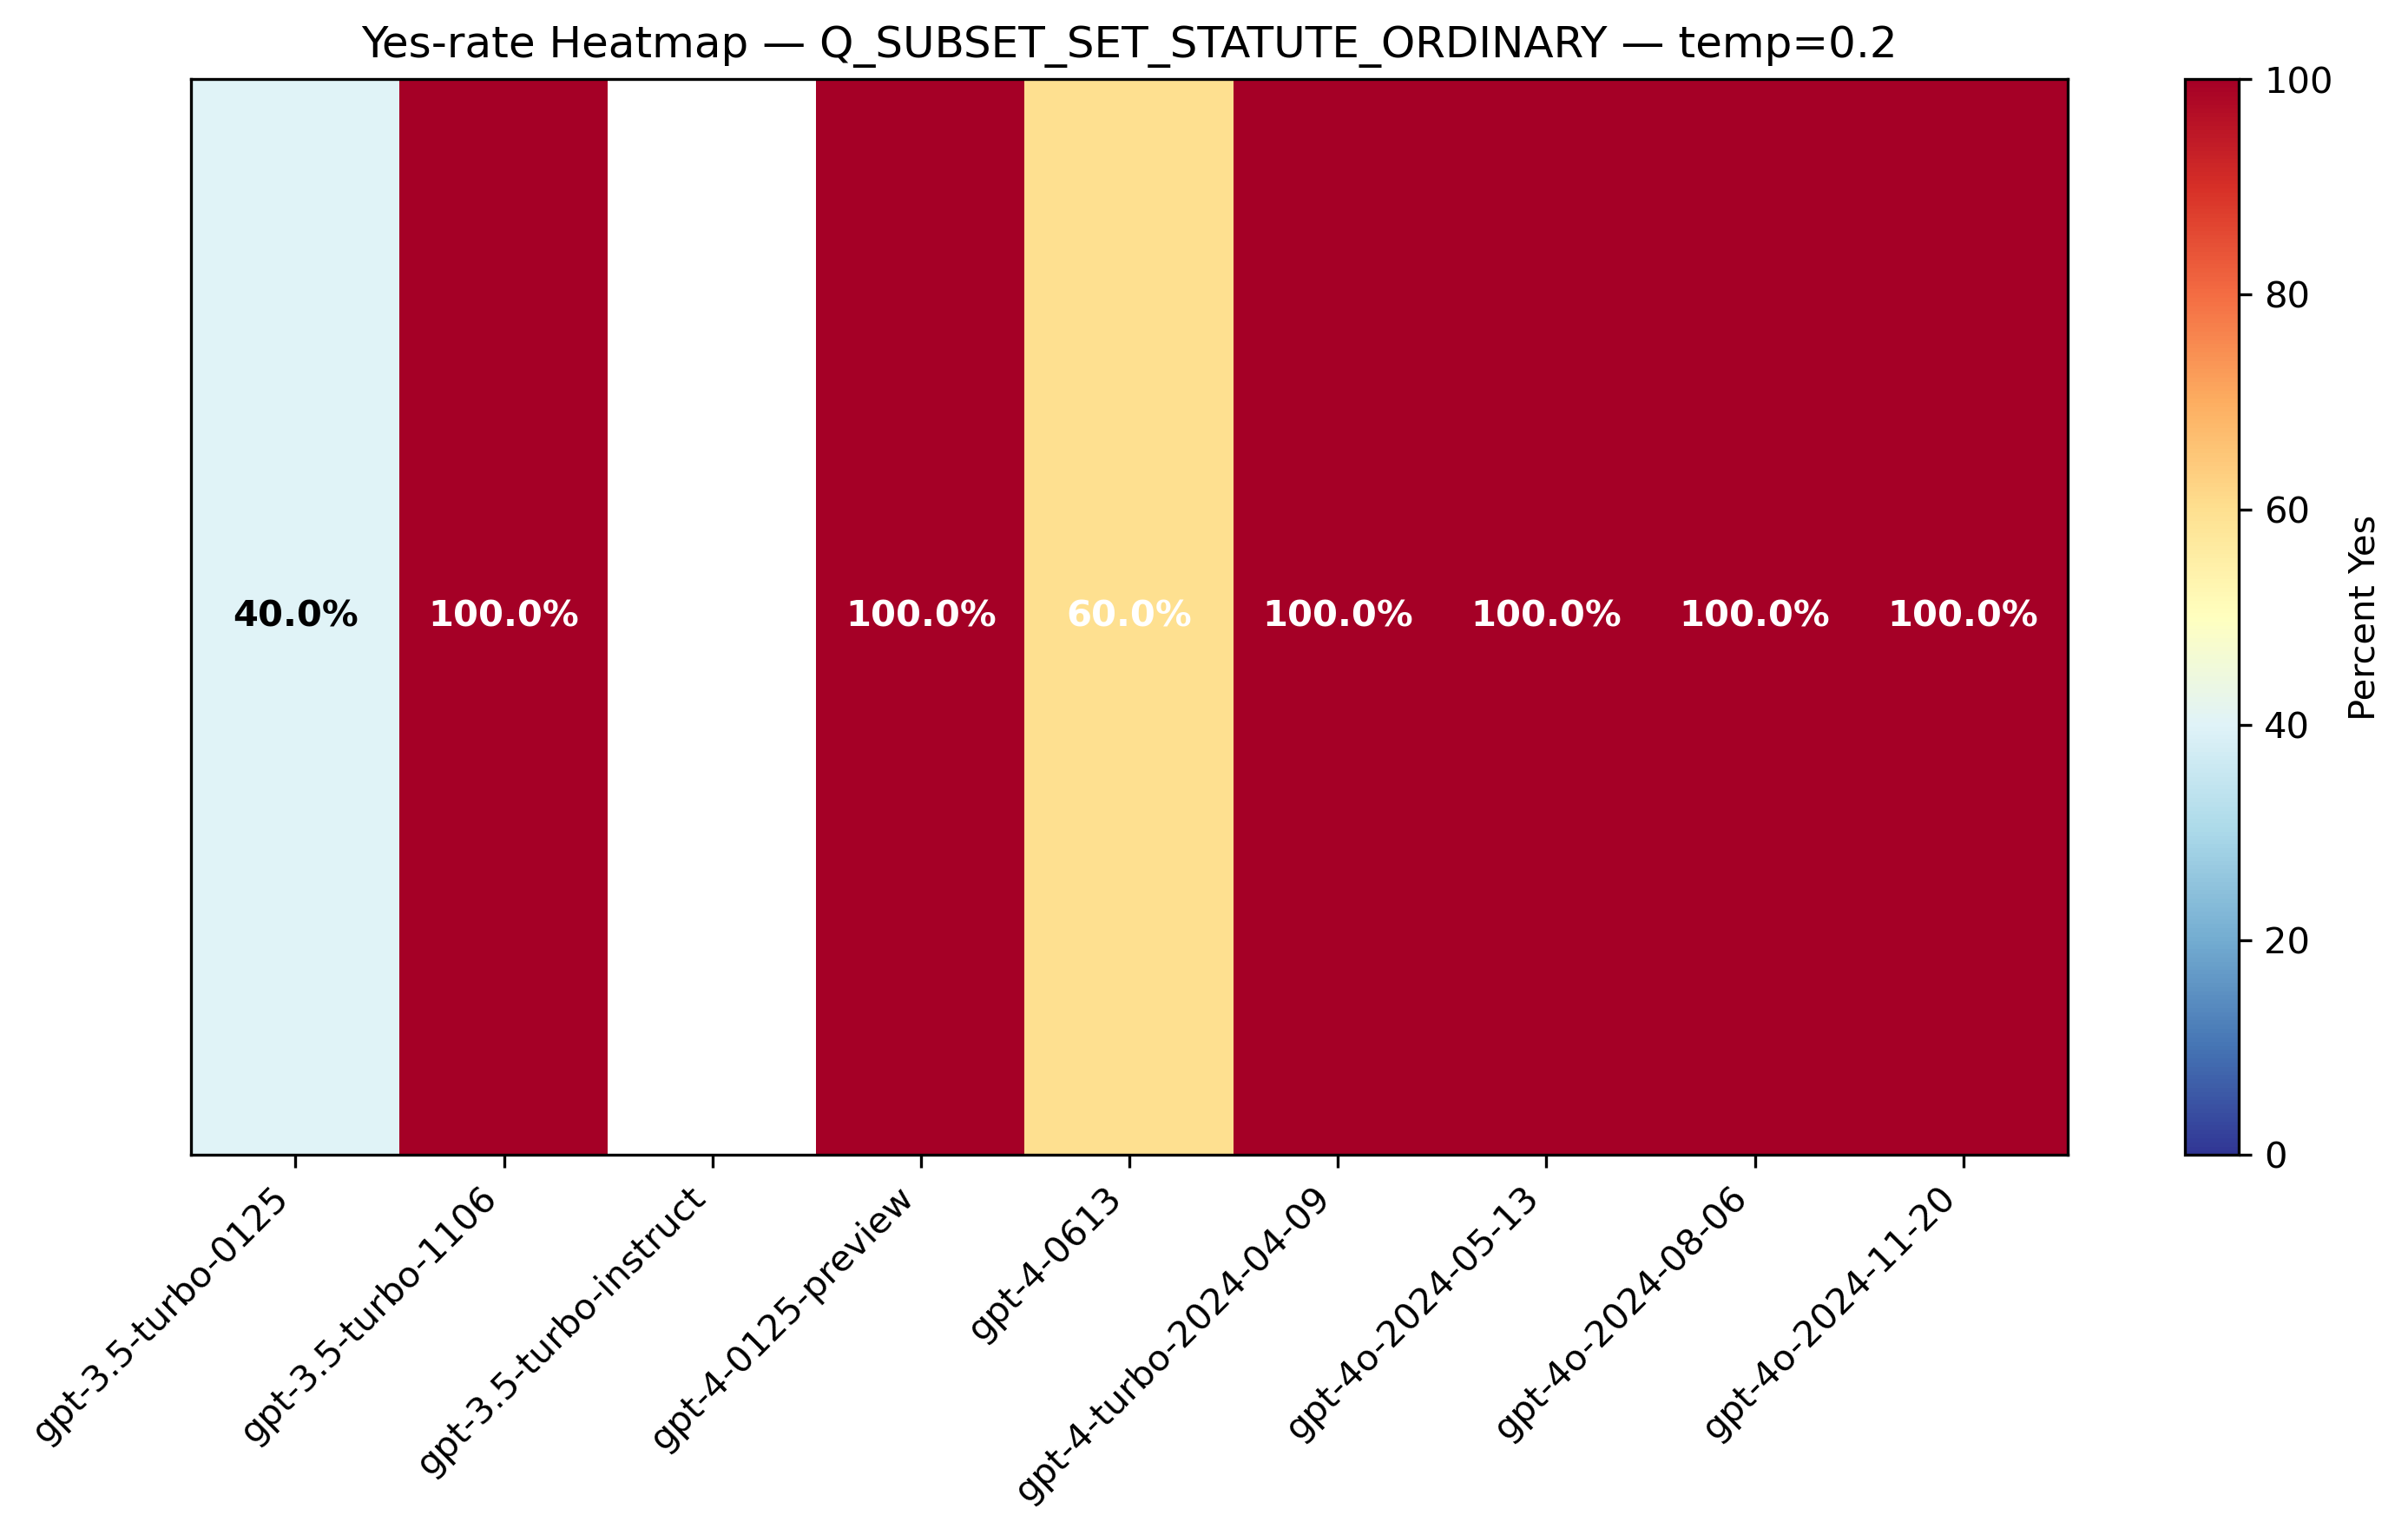 Yes-rate Heatmap — Q_SUBSET_SET_STATUTE_ORDINARY — temp=0.2
40.0%
100.0%
100.0%
60.0%
100.0%
100.0%
100.0%
100.0%
gpt-3.5-turbo-0125
gpt-3.5-turbo-1106
gpt-3.5-turbo-instruct
gpt-4-0125-preview
gpt-4-0613
gpt-4-turbo-2024-04-09
gpt-4o-2024-05-13
gpt-4o-2024-08-06
gpt-4o-2024-11-20
100
80
60
40
20
0
Percent Yes